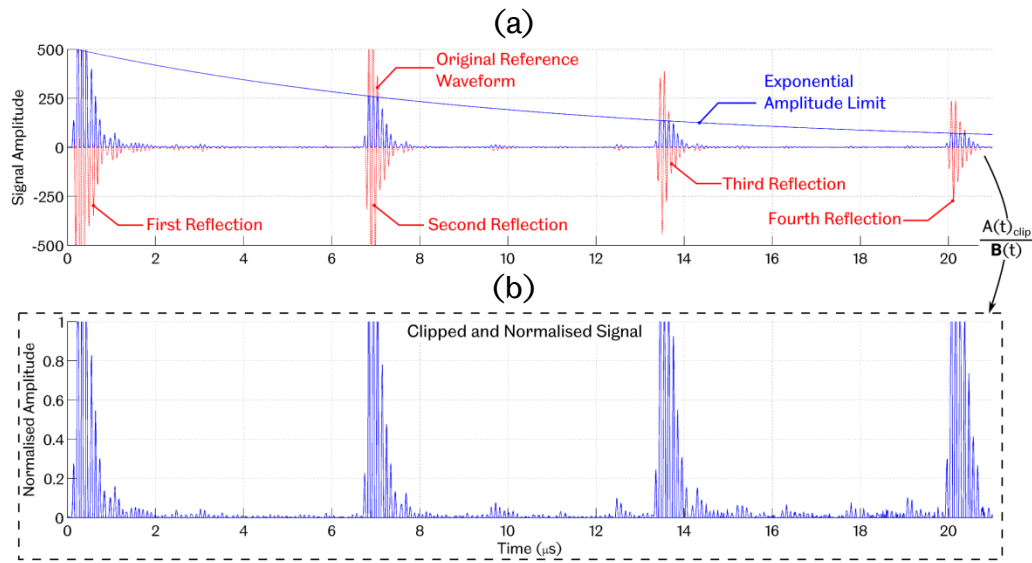 (a)
500
250
0
-250
-500
Signal Amplitude
Original Reference
Waveform
Exponential
Amplitude Limit
First Reflection
Second Reflection
Third Reflection
Fourth Reflection
0 2 4 6 8 10 12 14 16 18 20
A(t)clip
B(t)
(b)
Clipped and Normalised Signal
1
0.8
0.6
0.4
0.2
0
Normalised Amplitude
0 2 4 6 8 10 12 14 16 18 20
Time (μs)